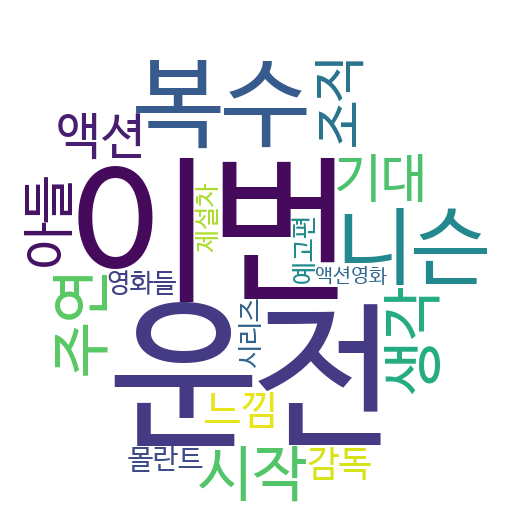 복수
조직
액션
기대
이번
아들
제설차
니슨
예고편
영화들
액션영화
주연
시리즈
생각
운전
느낌
몰란트
시작
감독